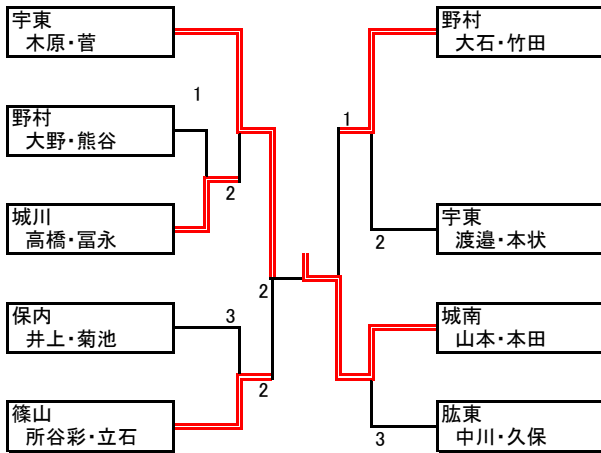 宇東
木原・菅
1
野村
大野・熊谷
2
城川
高橋・冨永
2
保内
井上・菊池
3
2
篠山
所谷彩・立石
野村
大石・竹田
1
宇東
渡邉・本状
2
城南
山本・本田
肱東
中川・久保
3